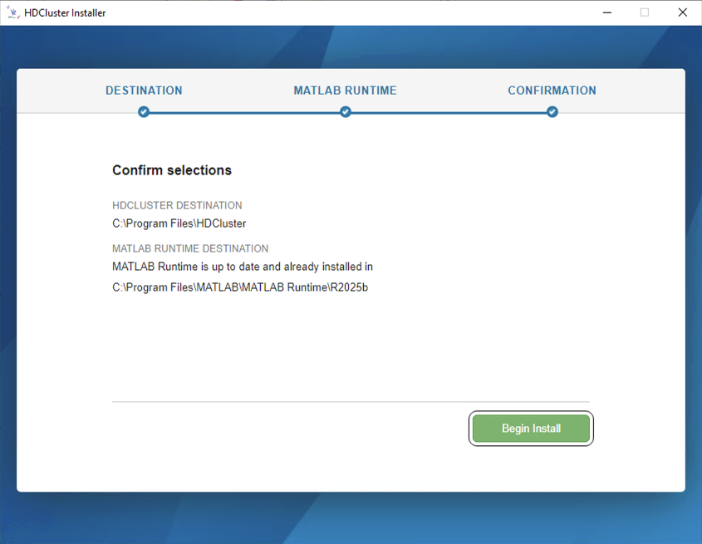 HDCluster Installer
DESTINATION MATLAB RUNTIME CONFIRMATION
Confirm selections
HDCLUSTER DESTINATION
C:\Program Files\HDCluster
MATLAB RUNTIME DESTINATION
MATLAB Runtime is up to date and already installed in
C:\Program Files\MATLAB\MATLAB Runtime\R2025b
Begin Install